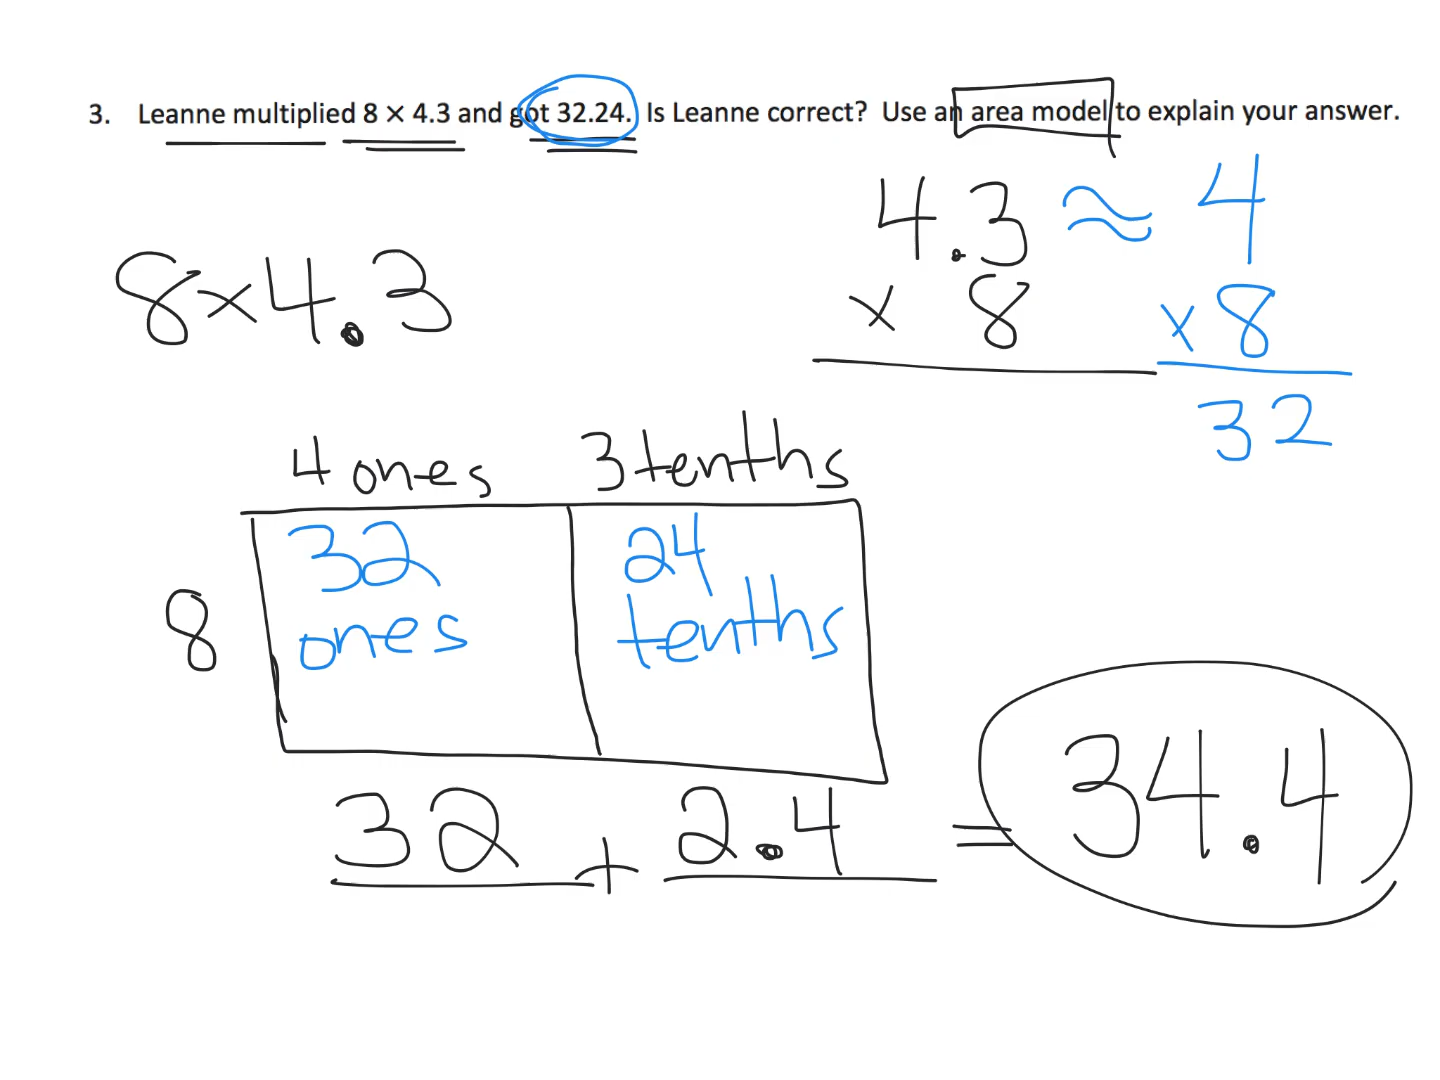 3. Leanne multiplied 8 × 4.3 and got 32.24. Is Leanne correct? Use an area model to explain your answer.
8×4.3
4.3 ≈ 4
× 8
× 8
32
4 ones 3 tenths
8
32 ones
24 tenths
32 + 2.4 = 34.4